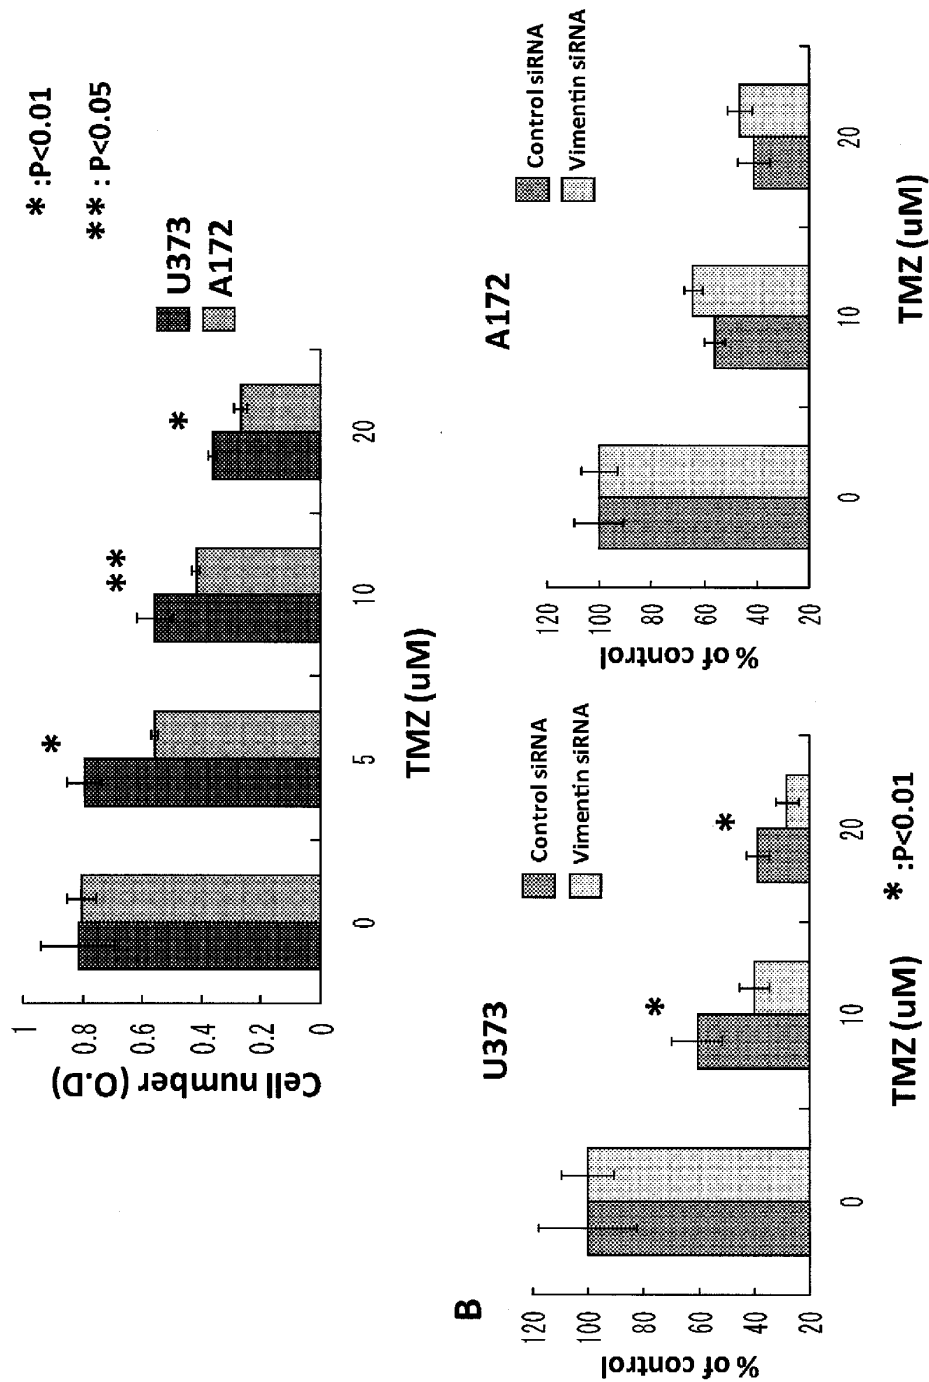 *:P<0.01
**: P<0.05
U373
A172
Cell number (O.D)
1
0.8
0.6
0.4
0.2
0
*
**
*
0 5 10 20
TMZ (uM)
B
U373
Control siRNA
Vimentin siRNA
% of control
120
100
80
60
40
20
*
*
0 10 20
TMZ (uM)
*:P<0.01
A172
Control siRNA
Vimentin siRNA
% of control
120
100
80
60
40
20
0 10 20
TMZ (uM)